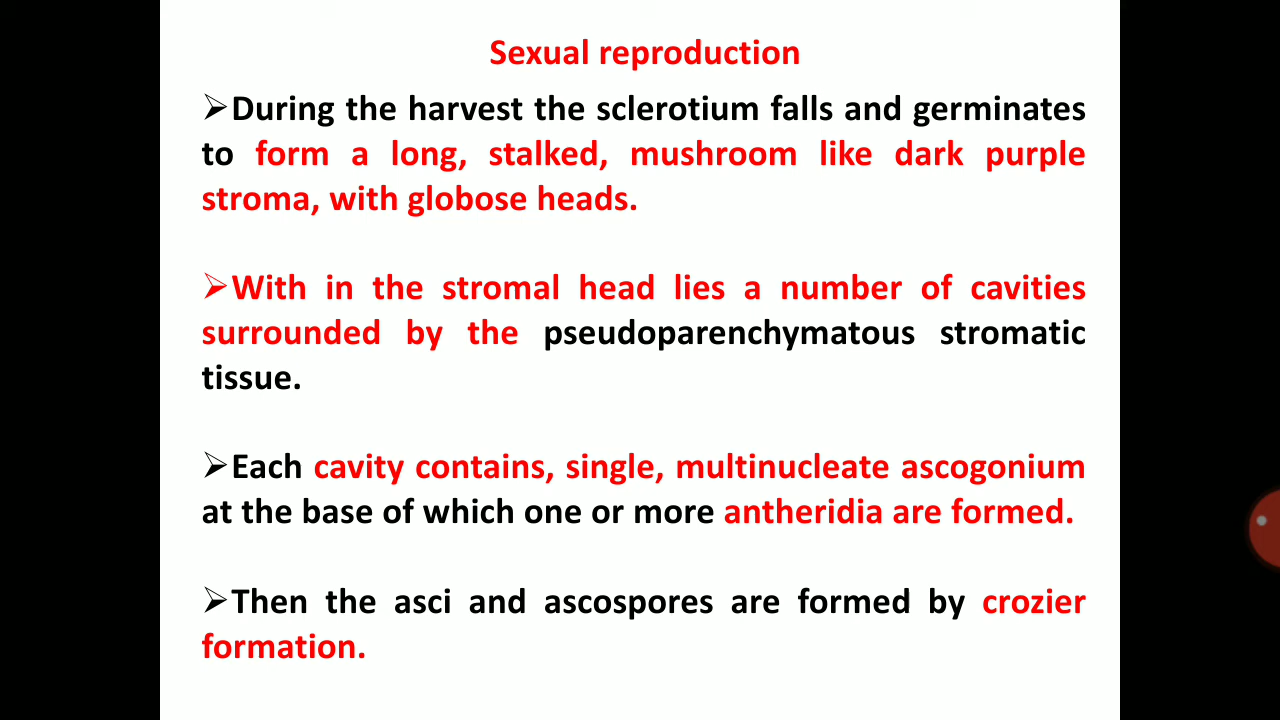 Sexual reproduction
➢During the harvest the sclerotium falls and germinates
to form a long, stalked, mushroom like dark purple
stroma, with globose heads.
➢With in the stromal head lies a number of cavities
surrounded by the pseudoparenchymatous stromatic
tissue.
➢Each cavity contains, single, multinucleate ascogonium
at the base of which one or more antheridia are formed.
➢Then the asci and ascospores are formed by crozier
formation.